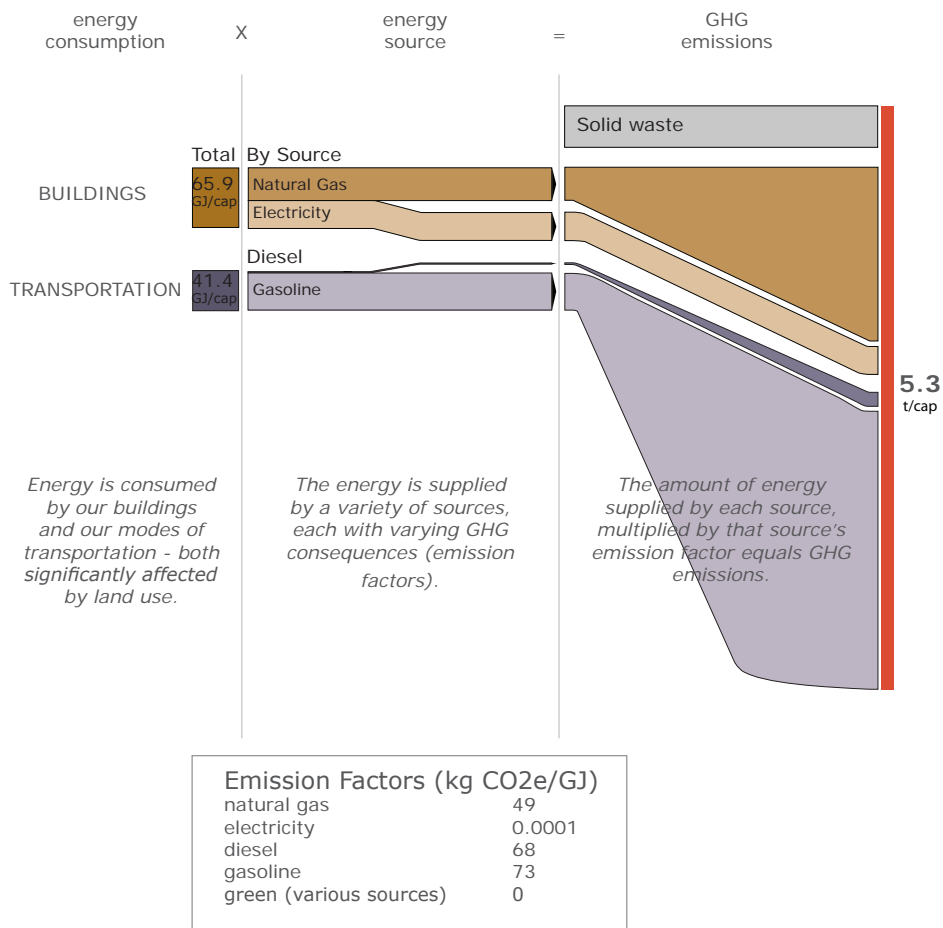 energy
consumption
X
energy
source
=
GHG
emissions
Solid waste
Total By Source
BUILDINGS
65.9
GJ/cap
Natural Gas
Electricity
Diesel
TRANSPORTATION
41.4
GJ/cap
Gasoline
5.3
t/cap
Energy is consumed
by our buildings
and our modes of
transportation - both
significantly affected
by land use.
The energy is supplied
by a variety of sources,
each with varying GHG
consequences (emission
factors).
The amount of energy
supplied by each source,
multiplied by that source's
emission factor equals GHG
emissions.
Emission Factors (kg CO2e/GJ)
natural gas 49
electricity 0.0001
diesel 68
gasoline 73
green (various sources) 0